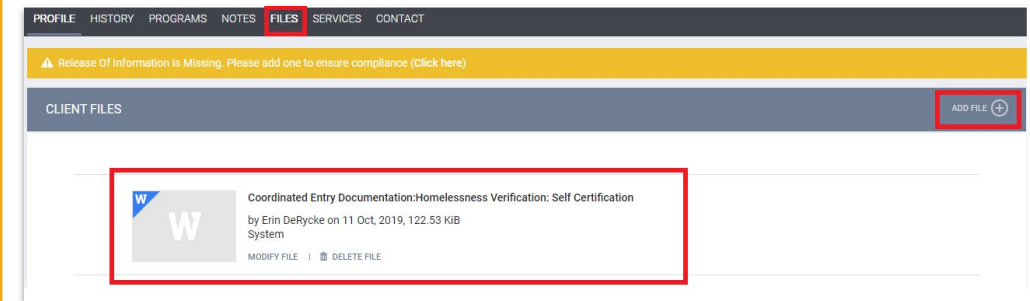 PROFILE HISTORY PROGRAMS NOTES FILES SERVICES CONTACT
Release Of Information is Missing. Please add one to ensure compliance (Click here)
CLIENT FILES
ADD FILE
W
W
Coordinated Entry Documentation:Homelessness Verification: Self Certification
by Erin DeRycke on 11 Oct, 2019, 122.53 KiB
System
MODIFY FILE | DELETE FILE